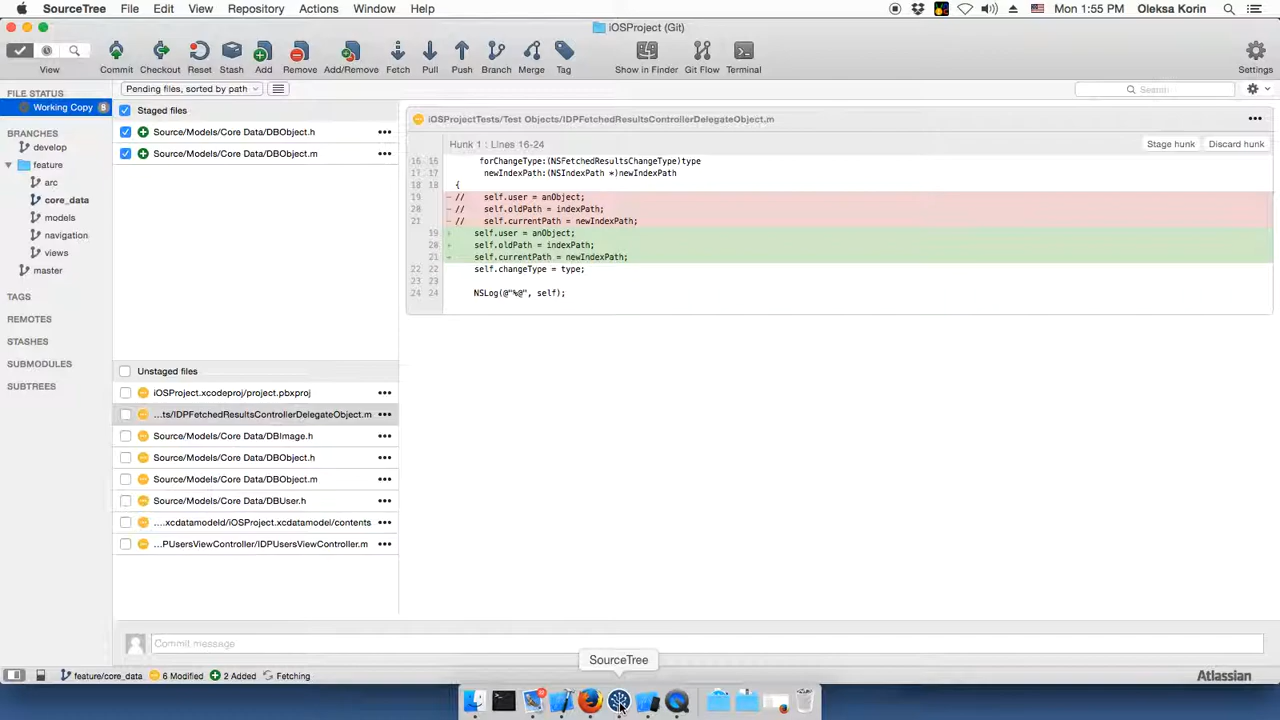 SourceTree File Edit View Repository Actions Window Help Mon 1:55 PM Oleksa Korin
iOSProject (Git)
View Commit Checkout Reset Stash Add Remove Add/Remove Fetch Pull Push Branch Merge Tag Show in Finder Git Flow Terminal Settings
Pending files, sorted by path
Search
FILE STATUS
Working Copy 8
BRANCHES
develop
feature
arc
core_data
models
navigation
views
master
TAGS
REMOTES
STASHES
SUBMODULES
SUBTREES
Staged files
Source/Models/Core Data/DBObject.h •••
Source/Models/Core Data/DBObject.m •••
Unstaged files
iOSProject.xcodeproj/project.pbxproj •••
...ts/IDPFetchedResultsControllerDelegateObject.m •••
Source/Models/Core Data/DBImage.h •••
Source/Models/Core Data/DBObject.h •••
Source/Models/Core Data/DBObject.m •••
Source/Models/Core Data/DBUser.h •••
....xcdatamodeld/iOSProject.xcdatamodel/contents •••
...PUsersViewController/IDPUsersViewController.m •••
iOSProjectTests/Test Objects/IDPFetchedResultsControllerDelegateObject.m •••
Hunk 1 : Lines 16-24 Stage hunk Discard hunk
16 15 forChangeType:(NSFetchedResultsChangeType)type
17 17 newIndexPath:(NSIndexPath *)newIndexPath
18 18 {
19 - // self.user = anObject;
20 - // self.oldPath = indexPath;
21 - // self.currentPath = newIndexPath;
19 + self.user = anObject;
20 + self.oldPath = indexPath;
21 + self.currentPath = newIndexPath;
22 22 self.changeType = type;
23 23
24 24 NSLog(@"%@", self);
Commit message
SourceTree
feature/core_data 6 Modified 2 Added Fetching
Atlassian